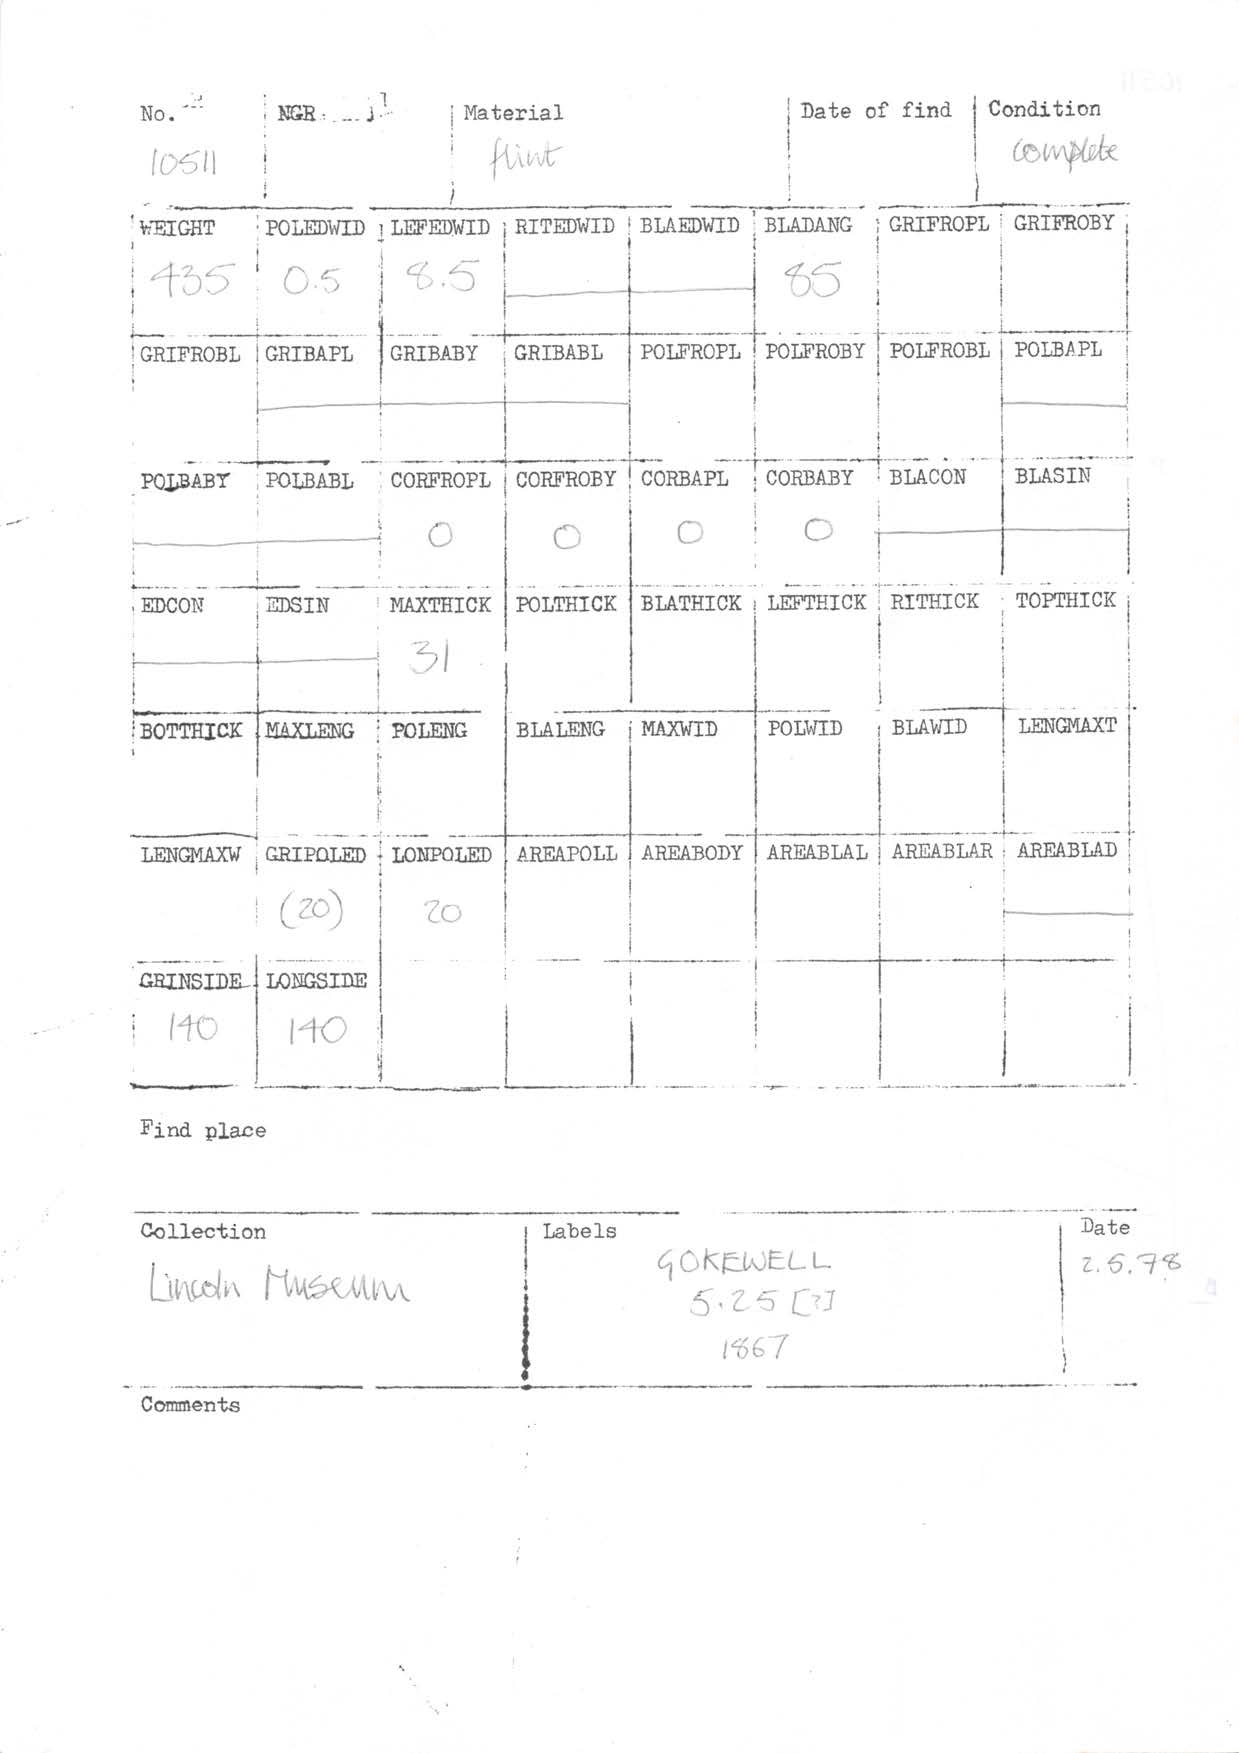 No. NGR Material Date of find Condition
10511 flint complete
WEIGHT POLEDWID LEFEDWID RITEDWID BLAEDWID BLADANG GRIFROPL GRIFROBY
435 0.5 8.5 85
GRIFROBL GRIBAPL GRIBABY GRIBABL POLFROPL POLFROBY POLFROBL POLBAPL
POLBABY POLBABL CORFROPL CORFROBY CORBAPL CORBABY BLACON BLASIN
0 0 0 0
EDCON EDSIN MAXTHICK POLTHICK BLATHICK LEFTHICK RITHICK TOPTHICK
31
BOTTHICK MAXLENG POLENG BLALENG MAXWID POLWID BLAWID LENGMAXT
LENGMAXW GRIPOLED LONPOLED AREAPOLL AREABODY AREABLAL AREABLAR AREABLAD
(20) 20
GRINSIDE LONGSIDE
140 140
Find place
Collection Labels Date
Lincoln Museum GOKEWELL 2.5.78
5.25 [?]
1867
Comments